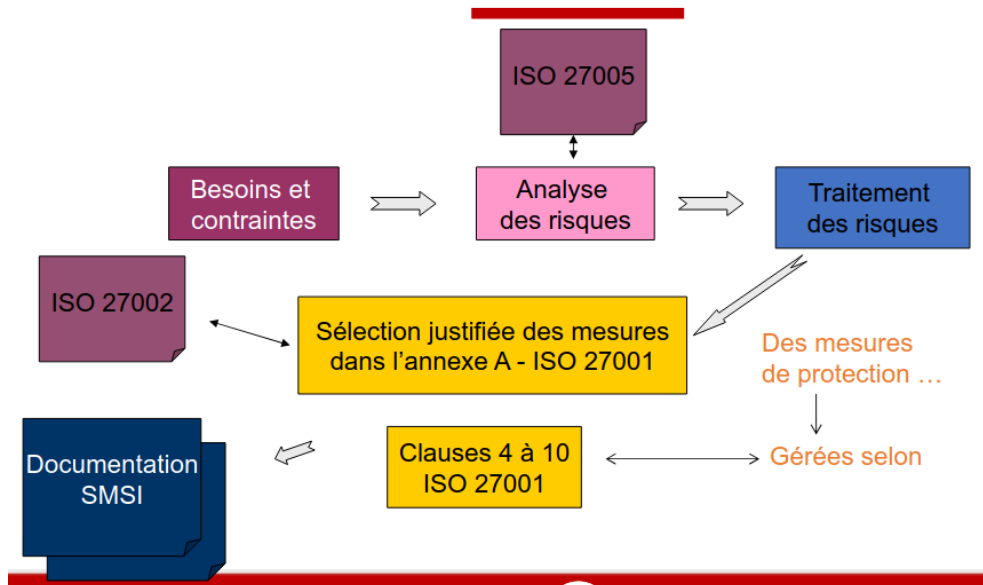 ISO 27005
Besoins et
contraintes
Analyse
des risques
Traitement
des risques
ISO 27002
Sélection justifiée des mesures
dans l'annexe A - ISO 27001
Des mesures
de protection ...
Documentation
SMSI
Clauses 4 à 10
ISO 27001
Gérées selon